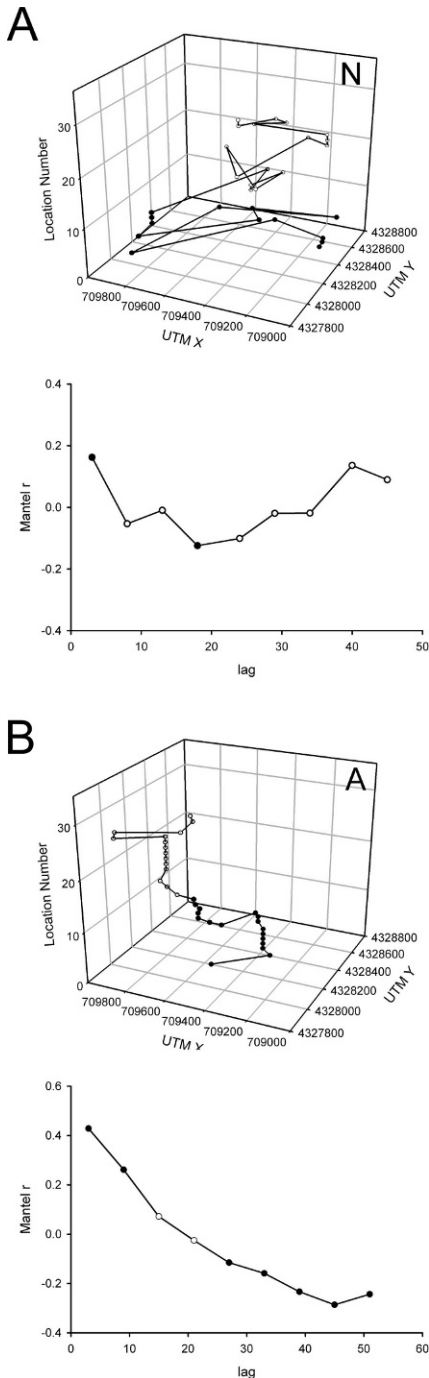 A
N
Location Number
30
20
10
0
709800
709600
709400
709200
709000
UTM X
4328800
4328600
4328400
4328200
4328000
4327800
UTM Y
0.4
0.2
0.0
-0.2
-0.4
Mantel r
0 10 20 30 40 50
lag
B
A
Location Number
30
20
10
0
709800
709600
709400
709200
709000
UTM X
4328800
4328600
4328400
4328200
4328000
4327800
UTM Y
0.6
0.4
0.2
0.0
-0.2
-0.4
Mantel r
0 10 20 30 40 50 60
lag